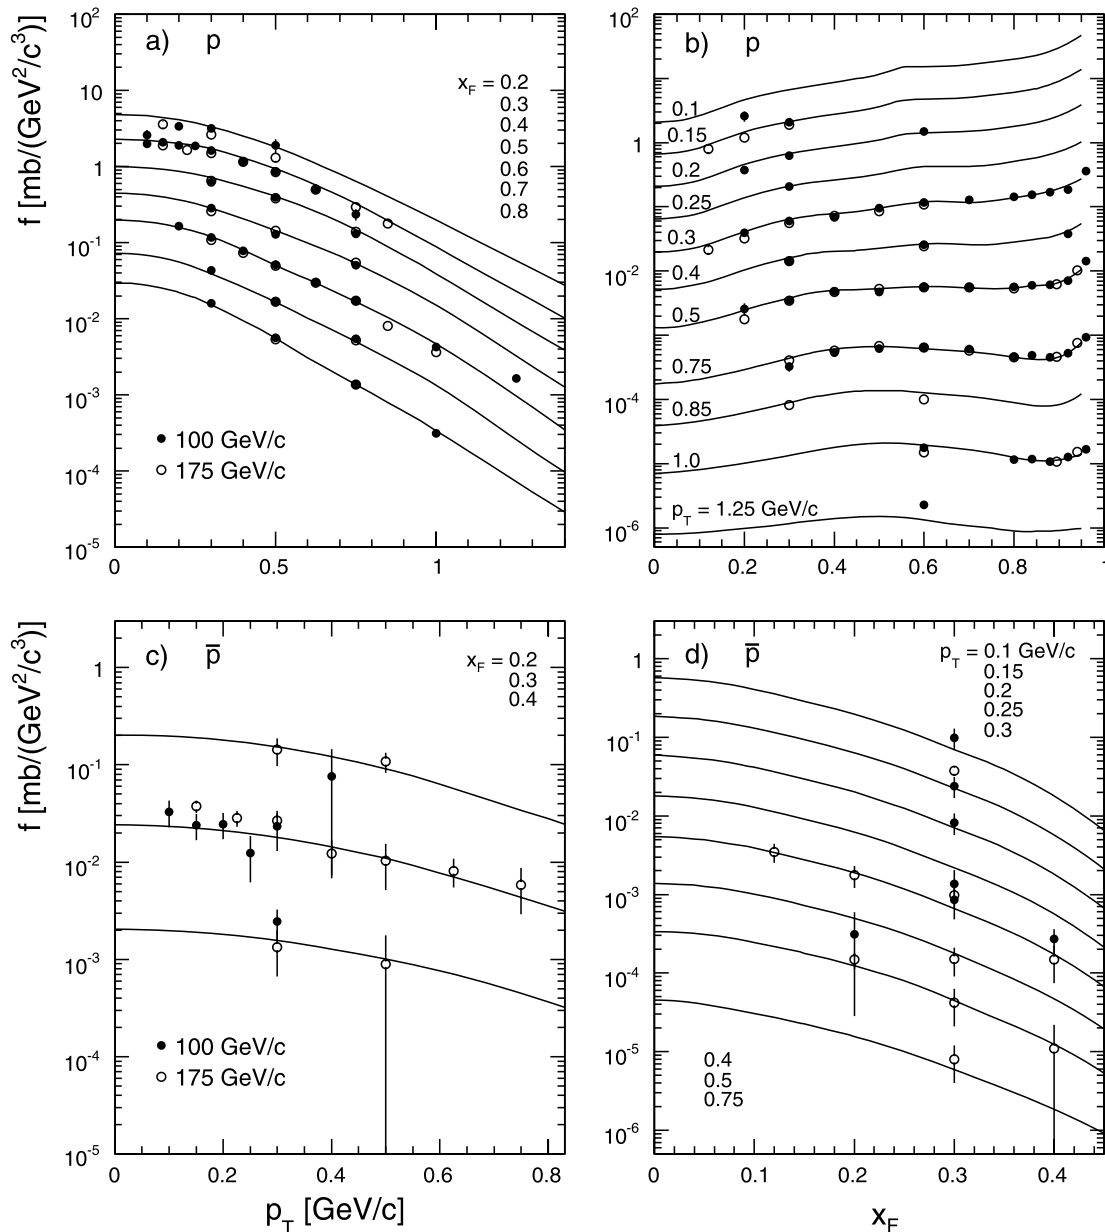 f [mb/(GeV²/c³)]
a) p
x_F = 0.2
0.3
0.4
0.5
0.6
0.7
0.8
10²
10
1
10⁻¹
10⁻²
10⁻³
10⁻⁴
10⁻⁵
100 GeV/c
175 GeV/c
0 0.5 1
b) p
10²
1
10⁻²
10⁻⁴
10⁻⁶
0.1
0.15
0.2
0.25
0.3
0.4
0.5
0.75
0.85
1.0
p_T = 1.25 GeV/c
0 0.2 0.4 0.6 0.8 1
f [mb/(GeV²/c³)]
c) p̅
x_F = 0.2
0.3
0.4
1
10⁻¹
10⁻²
10⁻³
10⁻⁴
10⁻⁵
100 GeV/c
175 GeV/c
0 0.2 0.4 0.6 0.8
p_T [GeV/c]
d) p̅
p_T = 0.1 GeV/c
0.15
0.2
0.25
0.3
1
10⁻¹
10⁻²
10⁻³
10⁻⁴
10⁻⁵
10⁻⁶
0.4
0.5
0.75
0 0.1 0.2 0.3 0.4
x_F